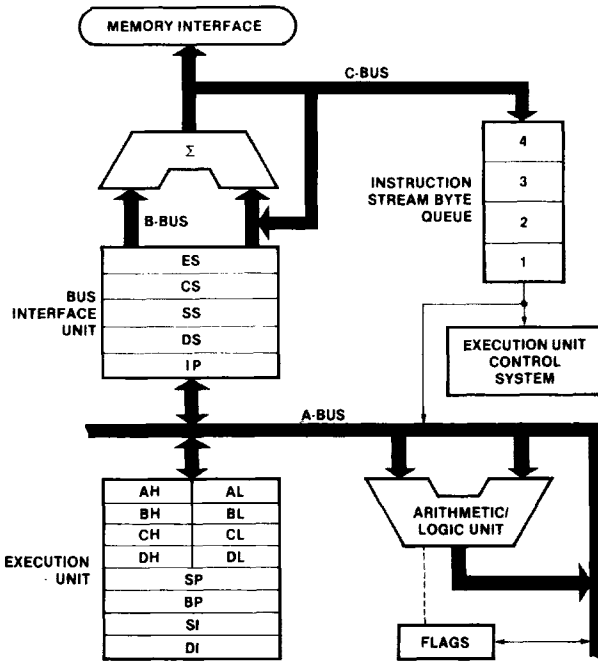 MEMORY INTERFACE
C-BUS
Σ
B-BUS
4
3
2
1
INSTRUCTION
STREAM BYTE
QUEUE
ES
CS
SS
DS
IP
BUS
INTERFACE
UNIT
EXECUTION UNIT
CONTROL
SYSTEM
A-BUS
AH AL
BH BL
CH CL
DH DL
SP
BP
SI
DI
EXECUTION
UNIT
ARITHMETIC/
LOGIC UNIT
FLAGS